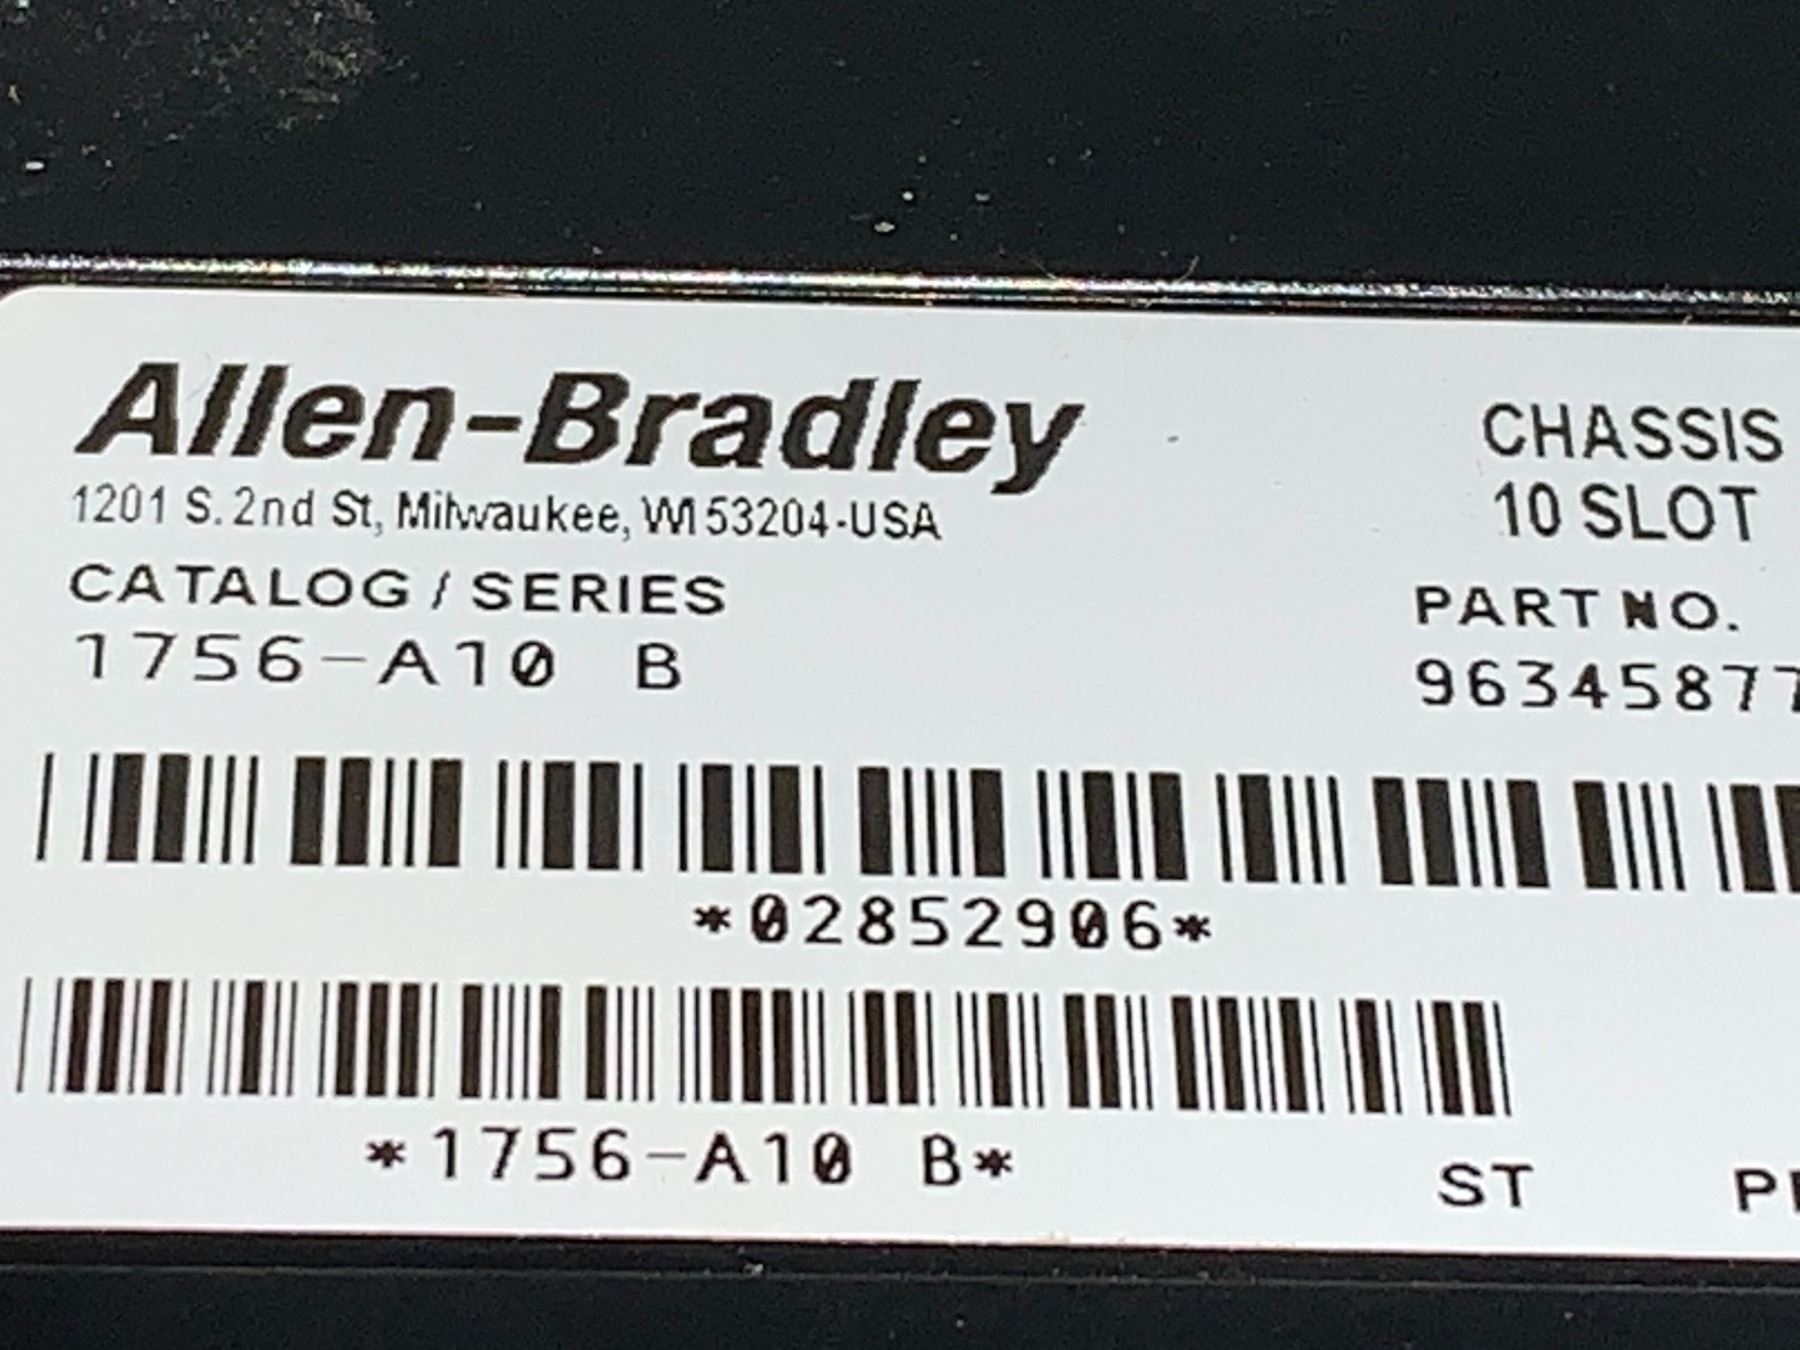 Allen-Bradley
1201 S. 2nd St, Milwaukee, WI 53204-USA
CHASSIS
10 SLOT
CATALOG / SERIES
1756-A10 B
PART NO.
96345877
*02852906*
*1756-A10 B*
ST